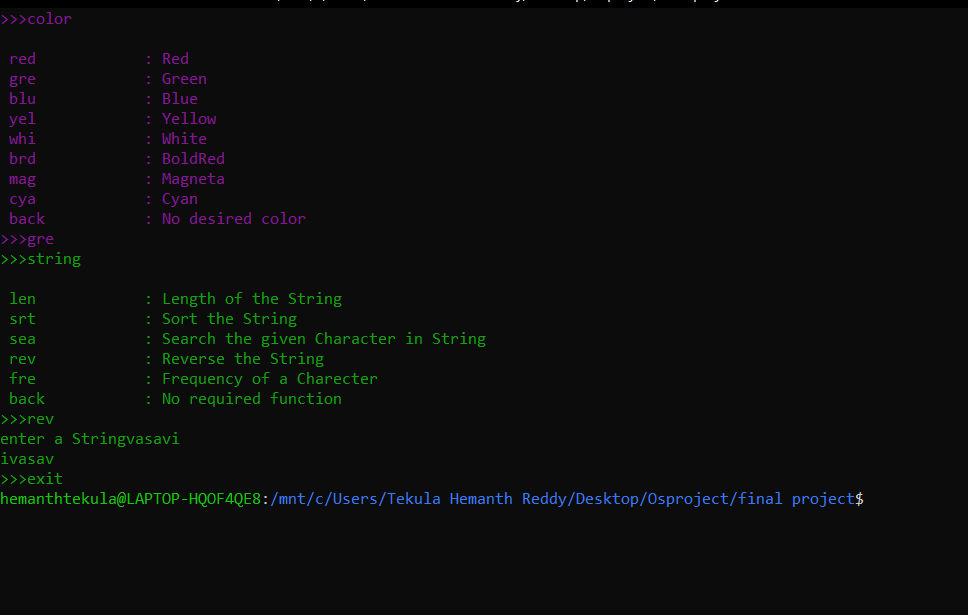 >>>color
red : Red
gre : Green
blu : Blue
yel : Yellow
whi : White
brd : BoldRed
mag : Magneta
cya : Cyan
back : No desired color
>>>gre
>>>string
len : Length of the String
srt : Sort the String
sea : Search the given Character in String
rev : Reverse the String
fre : Frequency of a Charecter
back : No required function
>>>rev
enter a Stringvasavi
ivasav
>>>exit
hemanthtekula@LAPTOP-HQOF4QE8:/mnt/c/Users/Tekula Hemanth Reddy/Desktop/Osproject/final project$